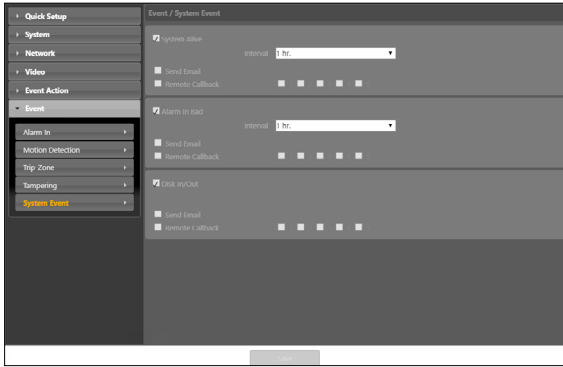 Quick Setup
System
Network
Video
Event Action
Event
Alarm In
Motion Detection
Trip-Zone
Tampering
System Event
Event / System Event
System Alive
Interval 1 hr.
Send Email
Remote Callback
Alarm In Bad
Interval 1 hr.
Send Email
Remote Callback
Disk In/Out
Send Email
Remote Callback
Save